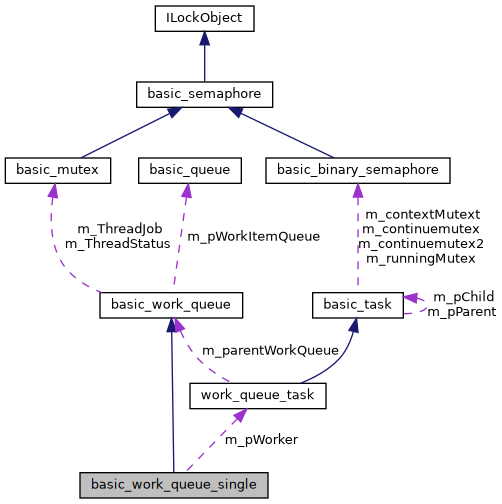 ILockObject
basic_semaphore
basic_mutex
basic_queue
basic_binary_semaphore
m_ThreadJob
m_ThreadStatus
m_pWorkItemQueue
m_contextMutext
m_continuemutex
m_continuemutex2
m_runningMutex
basic_work_queue
basic_task
m_pChild
m_pParent
m_parentWorkQueue
work_queue_task
m_pWorker
basic_work_queue_single